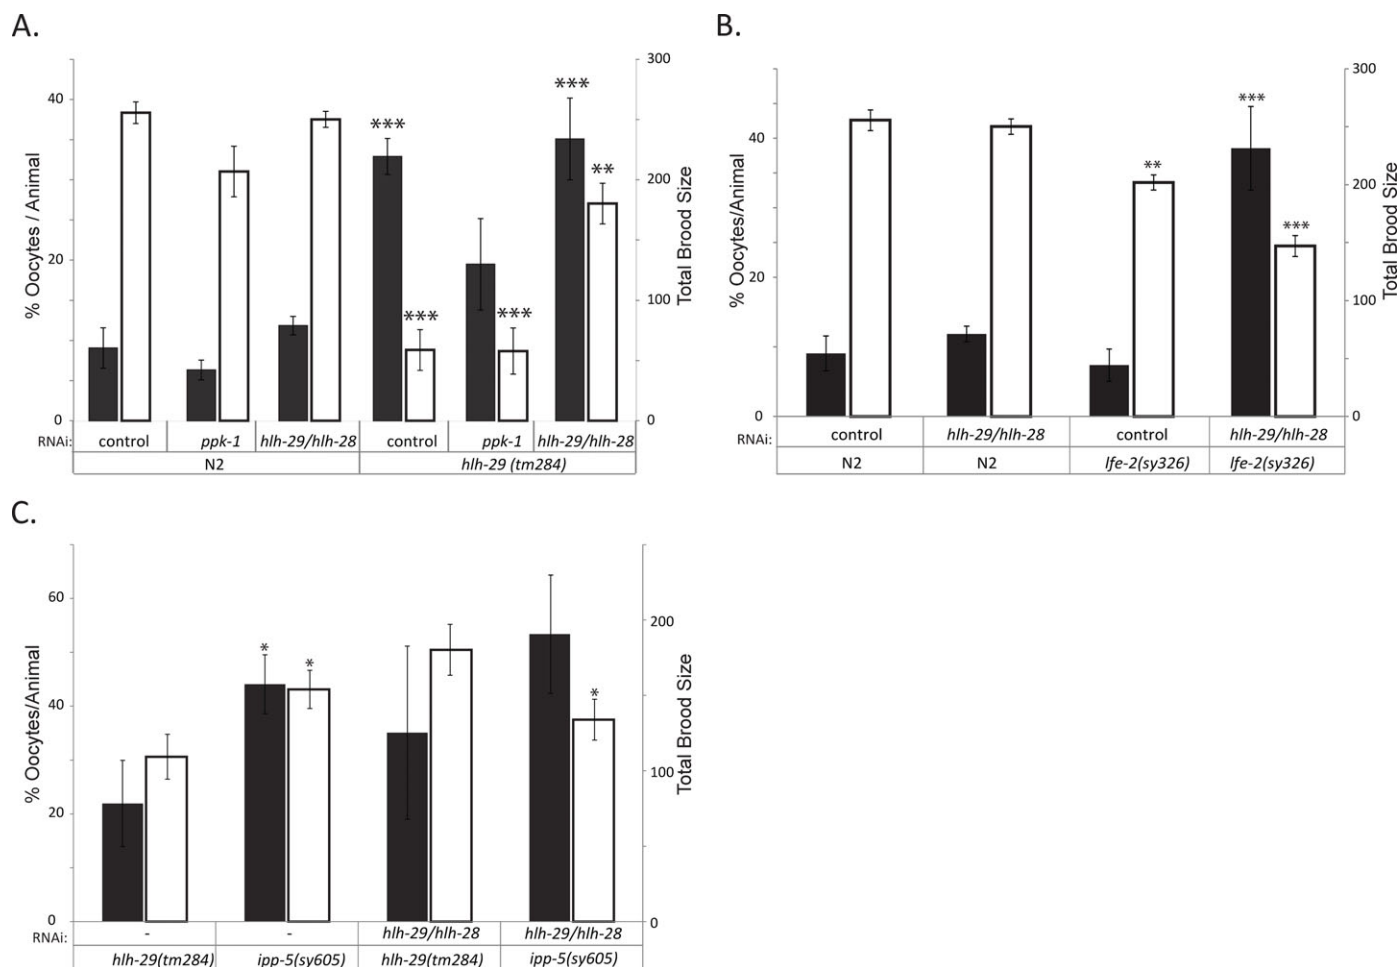 A.
% Oocytes / Animal
40
20
0
***
***
***
***
**
300
200
100
0
Total Brood Size
RNAi: control ppk-1 hlh-29/hlh-28 control ppk-1 hlh-29/hlh-28
N2 hlh-29 (tm284)
B.
% Oocytes/Animal
40
20
0
**
***
***
300
200
100
0
Total Brood Size
RNAi: control hlh-29/hlh-28 control hlh-29/hlh-28
N2 N2 lfe-2(sy326) lfe-2(sy326)
C.
% Oocytes/Animal
60
40
20
0
*
*
*
200
100
0
Total Brood Size
RNAi: - - hlh-29/hlh-28 hlh-29/hlh-28
hlh-29(tm284) ipp-5(sy605) hlh-29(tm284) ipp-5(sy605)